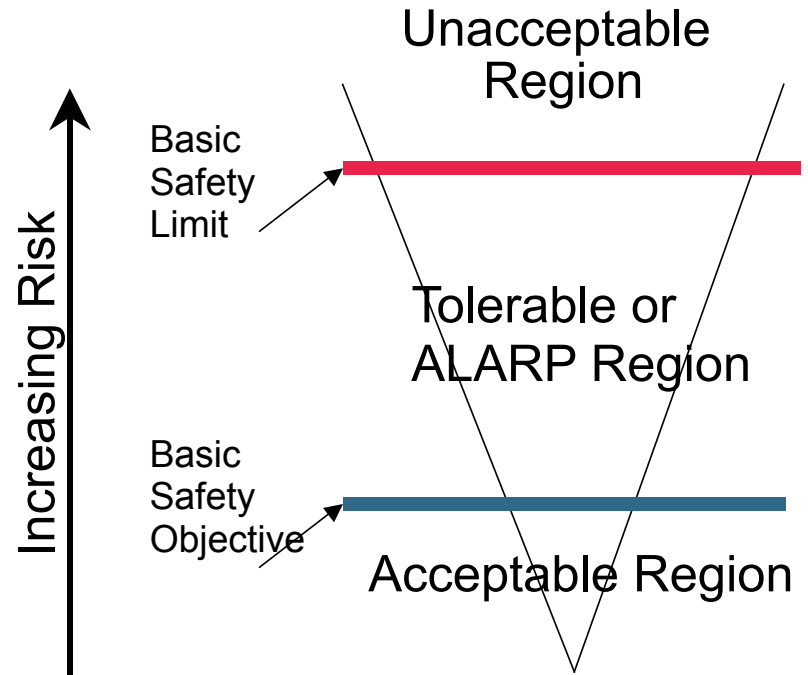 Unacceptable
Region
Basic
Safety
Limit
Increasing Risk
Tolerable or
ALARP Region
Basic
Safety
Objective
Acceptable Region